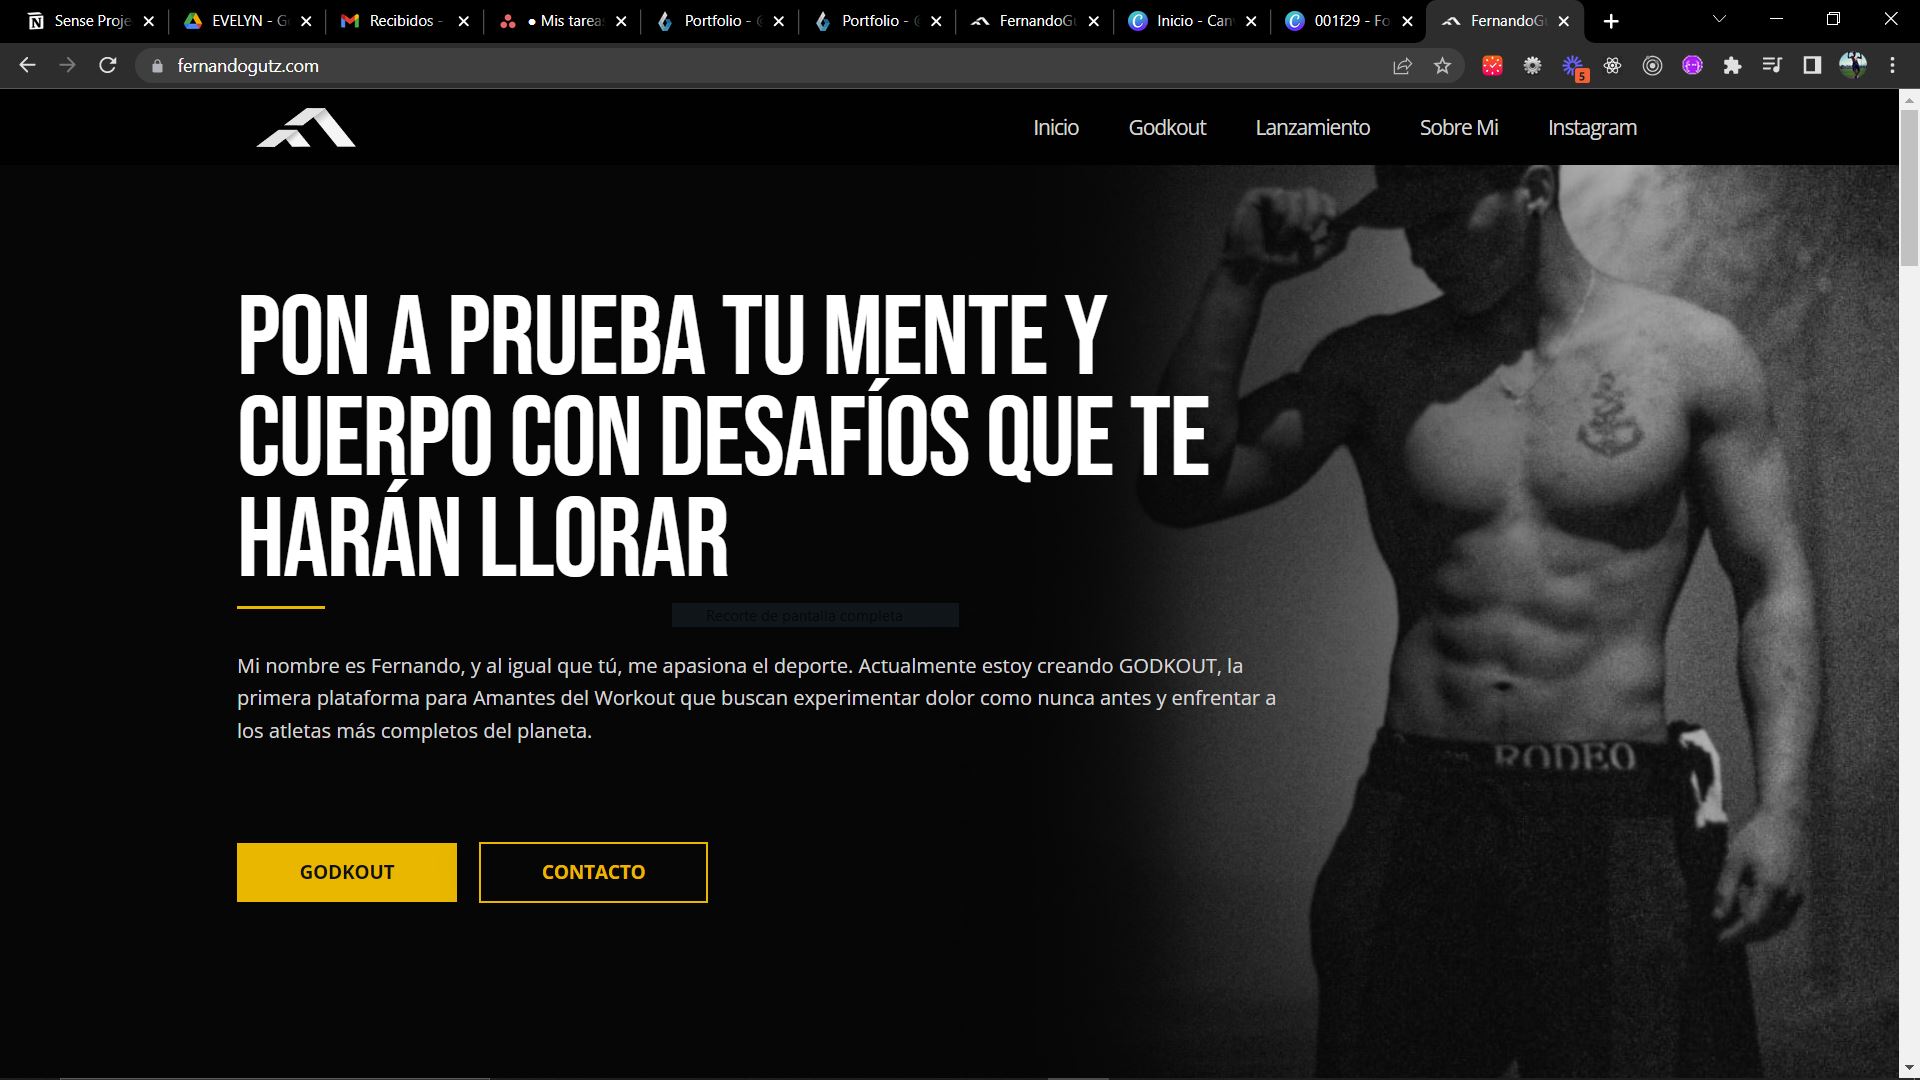 Sense Proje
EVELYN - G
Recibidos -
● Mis tarea
Portfolio -
Portfolio -
FernandoGu
Inicio - Can
001f29 - Fo
FernandoGu
fernandogutz.com
5
Inicio
Godkout
Lanzamiento
Sobre Mi
Instagram
PON A PRUEBA TU MENTE Y
CUERPO CON DESAFÍOS QUE TE
HARÁN LLORAR
Recorte de pantalla completa
Mi nombre es Fernando, y al igual que tú, me apasiona el deporte. Actualmente estoy creando GODKOUT, la
primera plataforma para Amantes del Workout que buscan experimentar dolor como nunca antes y enfrentar a
los atletas más completos del planeta.
RODEO
GODKOUT
CONTACTO